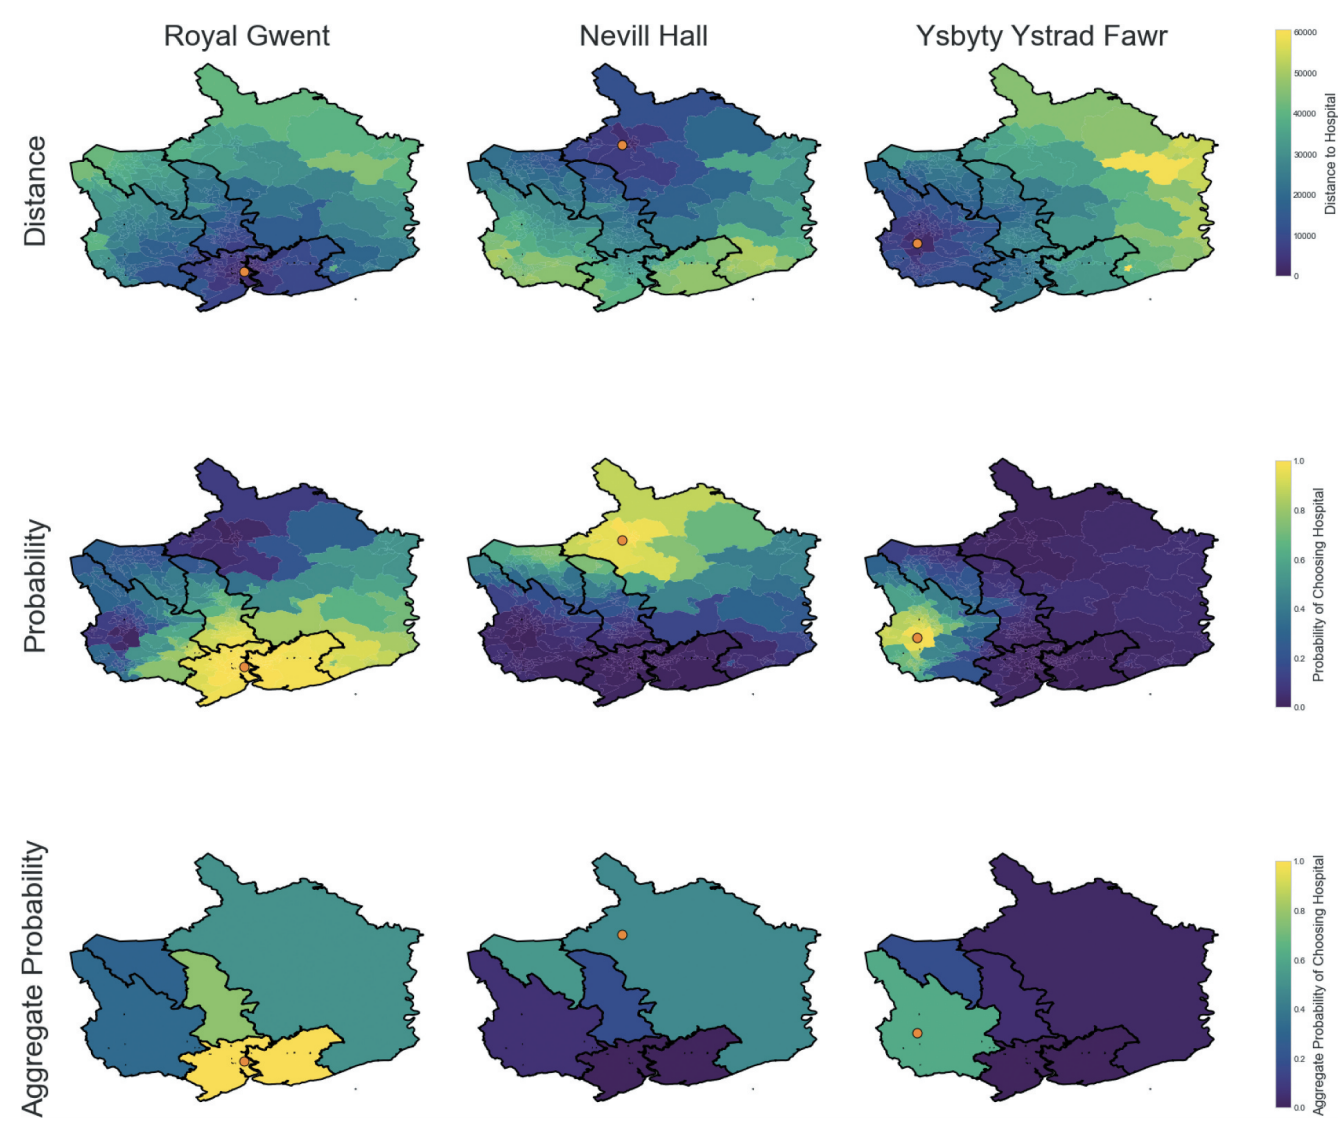 Royal Gwent
Nevill Hall
Ysbyty Ystrad Fawr
Distance
60000
50000
40000
30000
20000
10000
0
Distance to Hospital
Probability
1.0
0.8
0.6
0.4
0.2
0.0
Probability of Choosing Hospital
Aggregate Probability
1.0
0.8
0.6
0.4
0.2
0.0
Aggregate Probability of Choosing Hospital